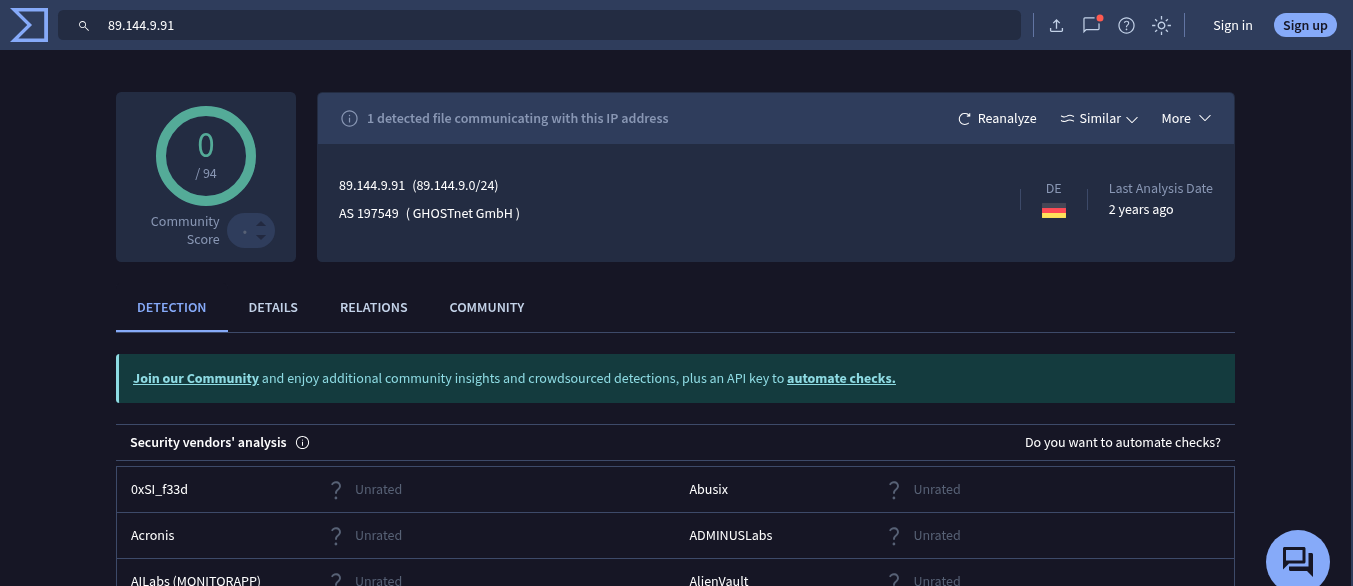 89.144.9.91
Sign in
Sign up
0
/ 94
Community
Score
1 detected file communicating with this IP address
Reanalyze
Similar
More
89.144.9.91 (89.144.9.0/24)
AS 197549 ( GHOSTnet GmbH )
DE
Last Analysis Date
2 years ago
DETECTION
DETAILS
RELATIONS
COMMUNITY
Join our Community and enjoy additional community insights and crowdsourced detections, plus an API key to automate checks.
Security vendors' analysis
Do you want to automate checks?
0xSI_f33d
Unrated
Abusix
Unrated
Acronis
Unrated
ADMINUSLabs
Unrated
AILabs (MONITORAPP)
Unrated
AlienVault
Unrated